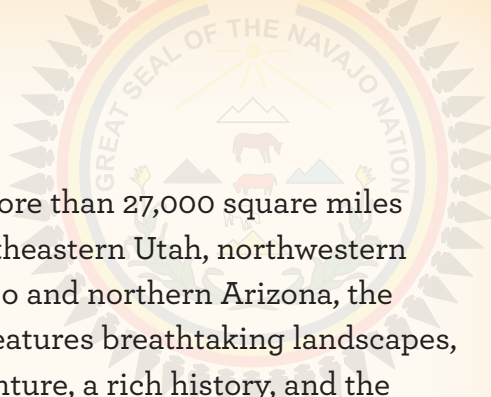 GREAT SEAL OF THE NAVAJO NATION
ore than 27,000 square miles
theastern Utah, northwestern
o and northern Arizona, the
eatures breathtaking landscapes,
nture, a rich history, and the